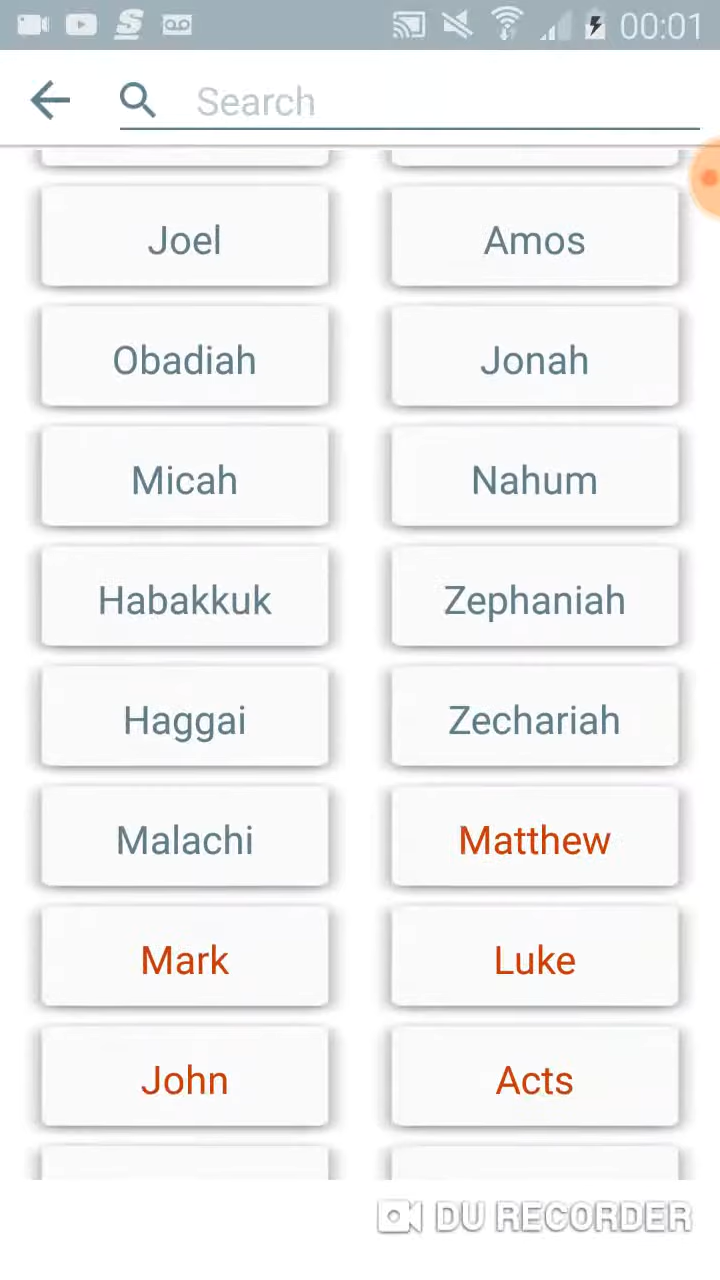 00:01
Search
Joel Amos
Obadiah Jonah
Micah Nahum
Habakkuk Zephaniah
Haggai Zechariah
Malachi Matthew
Mark Luke
John Acts
DU RECORDER